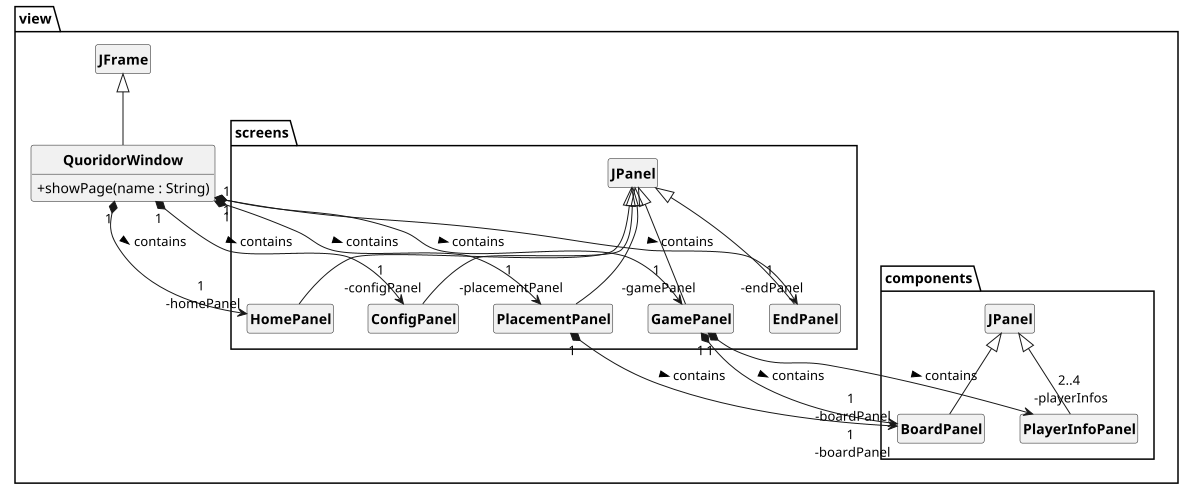 view
JFrame
QuoridorWindow
+showPage(name : String)
screens
JPanel
1
1
1
1
1
contains
contains
contains
contains
contains
1
-homePanel
1
-configPanel
1
-placementPanel
1
-gamePanel
1
-endPanel
HomePanel
ConfigPanel
PlacementPanel
GamePanel
EndPanel
components
JPanel
1
1
1
contains
contains
contains
1
-boardPanel
1
-boardPanel
2..4
-playerInfos
BoardPanel
PlayerInfoPanel